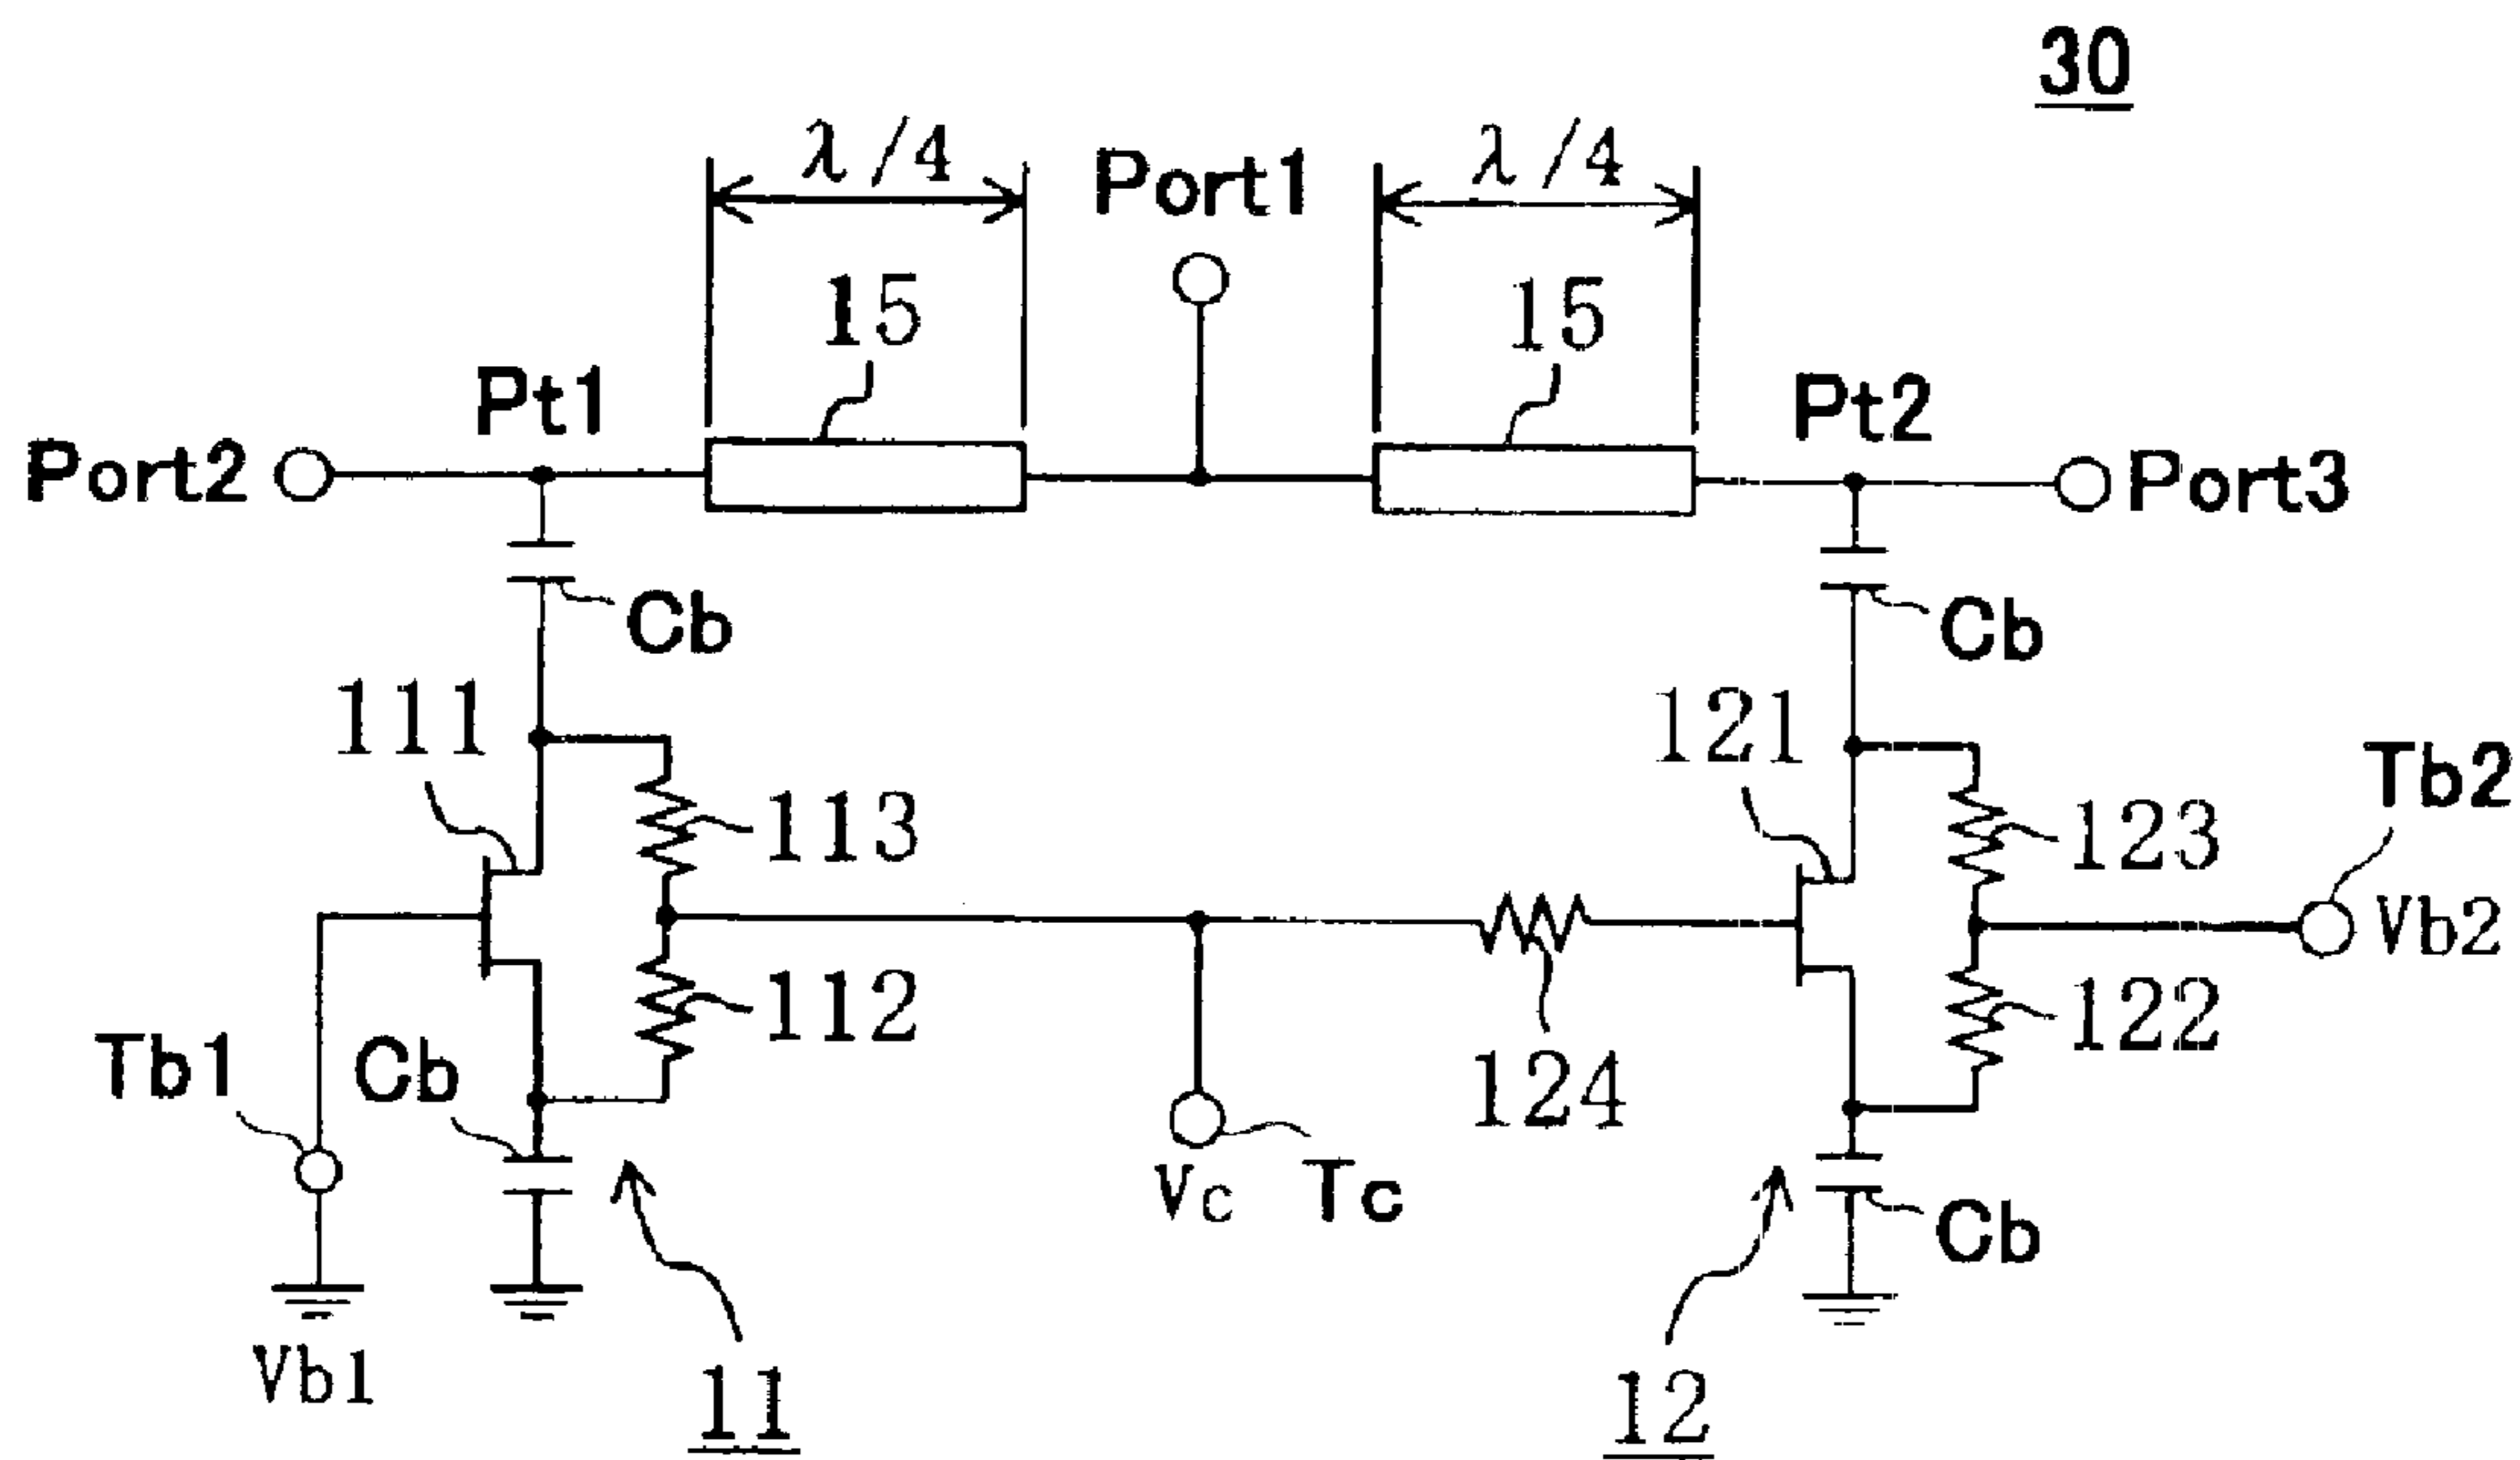 30
λ/4
λ/4
Port1
15
15
Pt1
Pt2
Port2
Port3
Cb
Cb
111
121
Tb2
113
123
Vb2
112
122
Tb1
Cb
124
Vc
Tc
Cb
Vb1
11
12